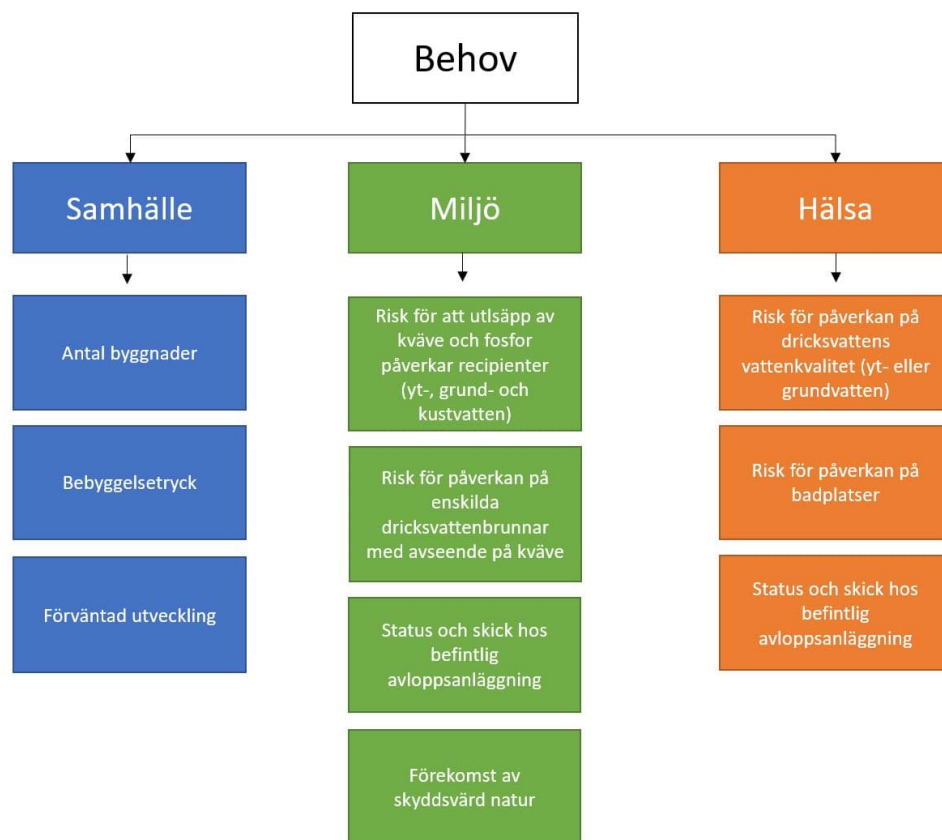 Behov
Samhälle
Antal byggnader
Bebyggelsetryck
Förväntad utveckling
Miljö
Risk för att utlsäpp av
kväve och fosfor
påverkar recipienter
(yt-, grund- och
kustvatten)
Risk för påverkan på
enskilda
dricksvattenbrunnar
med avseende på kväve
Status och skick hos
befintlig
avloppsanläggning
Förekomst av
skyddsvärd natur
Hälsa
Risk för påverkan på
dricksvattens
vattenkvalitet (yt- eller
grundvatten)
Risk för påverkan på
badplatser
Status och skick hos
befintlig
avloppsanläggning